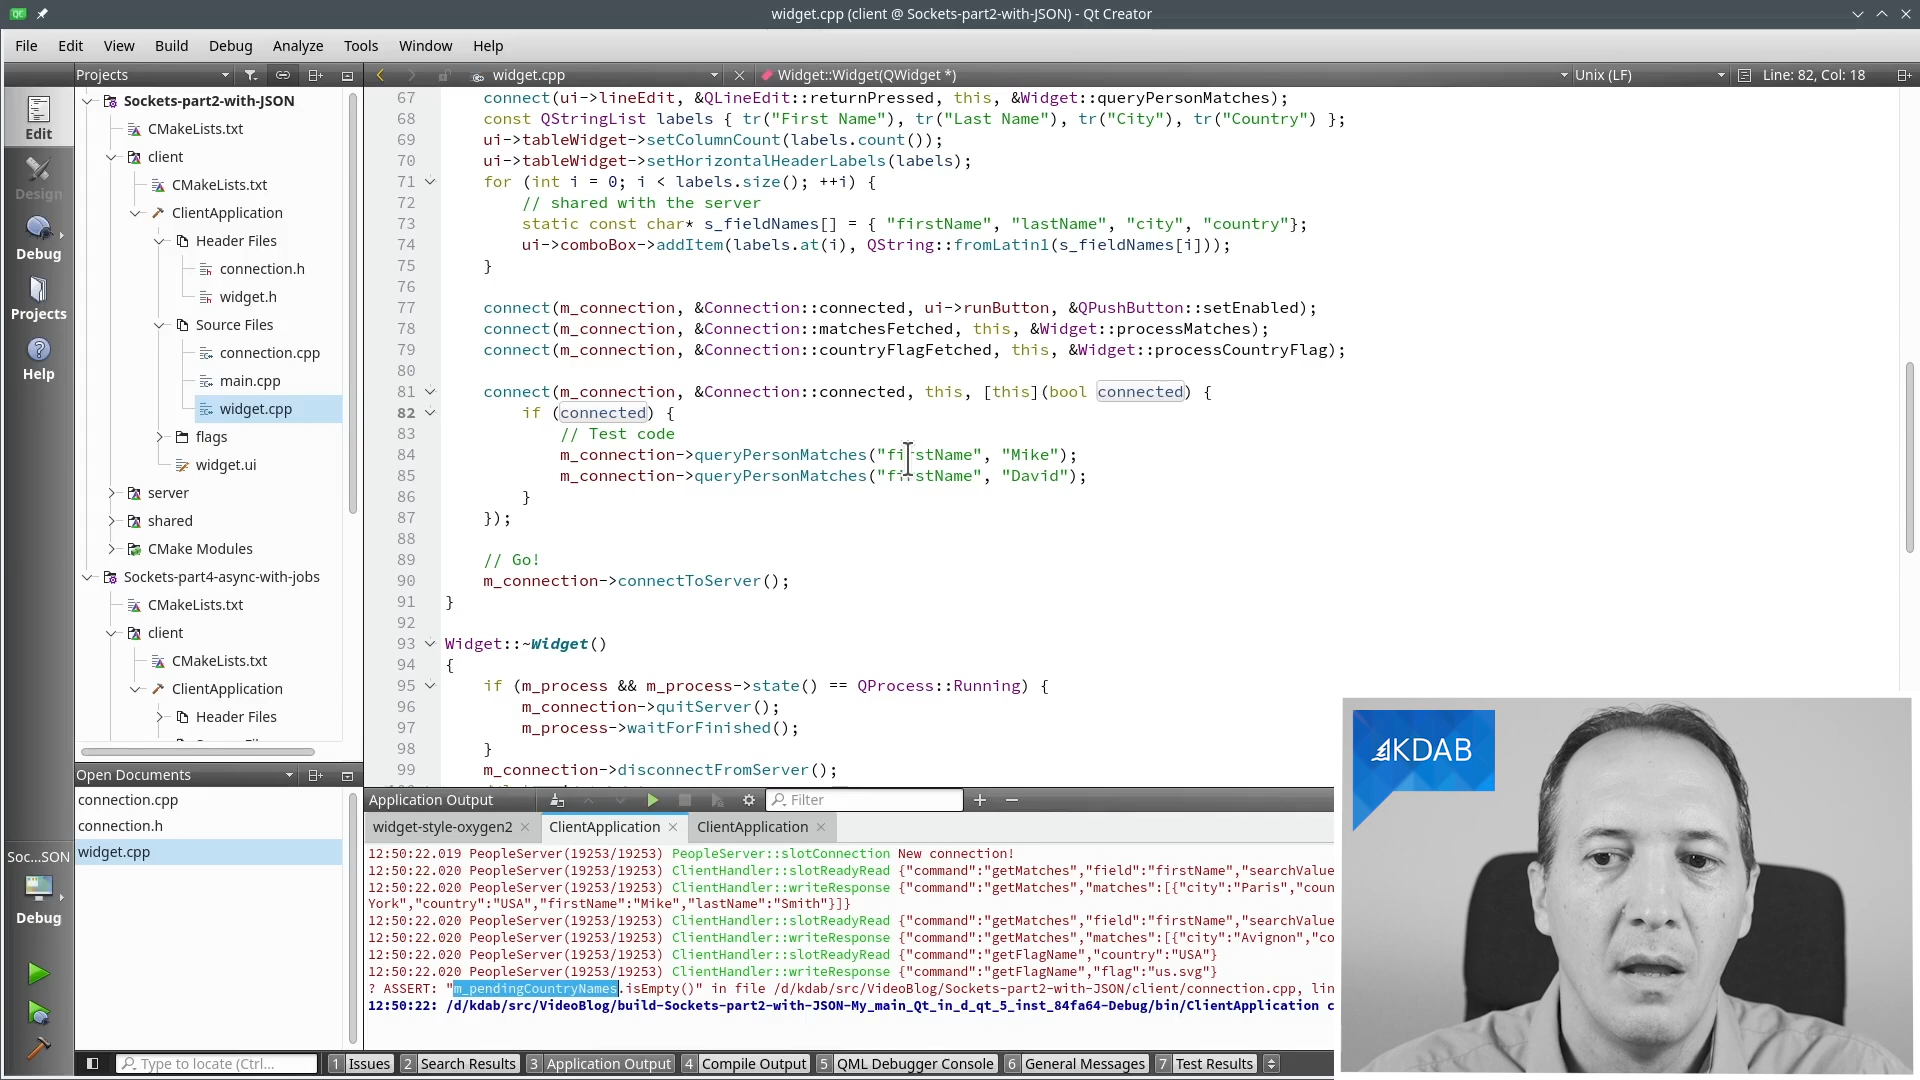 widget.cpp (client @ Sockets-part2-with-JSON) - Qt Creator
File Edit View Build Debug Analyze Tools Window Help
Projects
widget.cpp
Widget::Widget(QWidget *)
Unix (LF)
Line: 82, Col: 18
Edit
Design
Debug
Projects
Help
Soc...SON
Debug
Sockets-part2-with-JSON
CMakeLists.txt
client
CMakeLists.txt
ClientApplication
Header Files
connection.h
widget.h
Source Files
connection.cpp
main.cpp
widget.cpp
flags
widget.ui
server
shared
CMake Modules
Sockets-part4-async-with-jobs
CMakeLists.txt
client
CMakeLists.txt
ClientApplication
Header Files
Open Documents
connection.cpp
connection.h
widget.cpp
67 connect(ui->lineEdit, &QLineEdit::returnPressed, this, &Widget::queryPersonMatches);
68 const QStringList labels { tr("First Name"), tr("Last Name"), tr("City"), tr("Country") };
69 ui->tableWidget->setColumnCount(labels.count());
70 ui->tableWidget->setHorizontalHeaderLabels(labels);
71 for (int i = 0; i < labels.size(); ++i) {
72 // shared with the server
73 static const char* s_fieldNames[] = { "firstName", "lastName", "city", "country"};
74 ui->comboBox->addItem(labels.at(i), QString::fromLatin1(s_fieldNames[i]));
75 }
76
77 connect(m_connection, &Connection::connected, ui->runButton, &QPushButton::setEnabled);
78 connect(m_connection, &Connection::matchesFetched, this, &Widget::processMatches);
79 connect(m_connection, &Connection::countryFlagFetched, this, &Widget::processCountryFlag);
80
81 connect(m_connection, &Connection::connected, this, [this](bool connected) {
82 if (connected) {
83 // Test code
84 m_connection->queryPersonMatches("firstName", "Mike");
85 m_connection->queryPersonMatches("firstName", "David");
86 }
87 });
88
89 // Go!
90 m_connection->connectToServer();
91 }
92
93 Widget::~Widget()
94 {
95 if (m_process && m_process->state() == QProcess::Running) {
96 m_connection->quitServer();
97 m_process->waitForFinished();
98 }
99 m_connection->disconnectFromServer();
Application Output
Filter
widget-style-oxygen2 ClientApplication ClientApplication
12:50:22.019 PeopleServer(19253/19253) PeopleServer::slotConnection New connection!
12:50:22.020 PeopleServer(19253/19253) ClientHandler::slotReadyRead {"command":"getMatches","field":"firstName","searchValue
12:50:22.020 PeopleServer(19253/19253) ClientHandler::writeResponse {"command":"getMatches","matches":[{"city":"Paris","coun
York","country":"USA","firstName":"Mike","lastName":"Smith"}]}
12:50:22.020 PeopleServer(19253/19253) ClientHandler::slotReadyRead {"command":"getMatches","field":"firstName","searchValue
12:50:22.020 PeopleServer(19253/19253) ClientHandler::writeResponse {"command":"getMatches","matches":[{"city":"Avignon","co
12:50:22.020 PeopleServer(19253/19253) ClientHandler::slotReadyRead {"command":"getFlagName","country":"USA"}
12:50:22.020 PeopleServer(19253/19253) ClientHandler::writeResponse {"command":"getFlagName","flag":"us.svg"}
? ASSERT: "m_pendingCountryNames.isEmpty()" in file /d/kdab/src/VideoBlog/Sockets-part2-with-JSON/client/connection.cpp, lin
12:50:22: /d/kdab/src/VideoBlog/build-Sockets-part2-with-JSON-My_main_Qt_in_d_qt_5_inst_84fa64-Debug/bin/ClientApplication c
KDAB
Type to locate (Ctrl...
1 Issues 2 Search Results 3 Application Output 4 Compile Output 5 QML Debugger Console 6 General Messages 7 Test Results